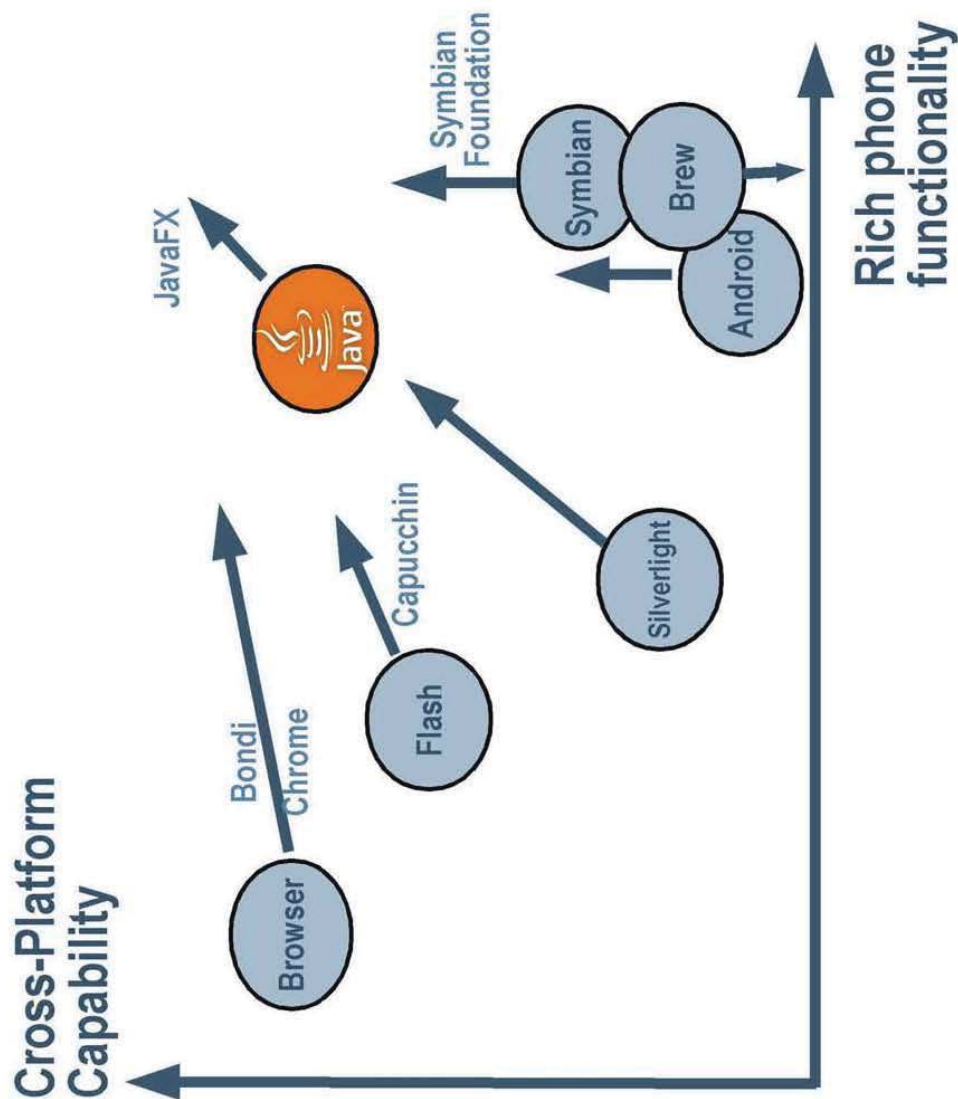 Cross-Platform
Capability
JavaFX
Bondi
Chrome
Browser
Java
Capucchin
Flash
Symbian
Foundation
Symbian
Silverlight
Brew
Android
Rich phone
functionality